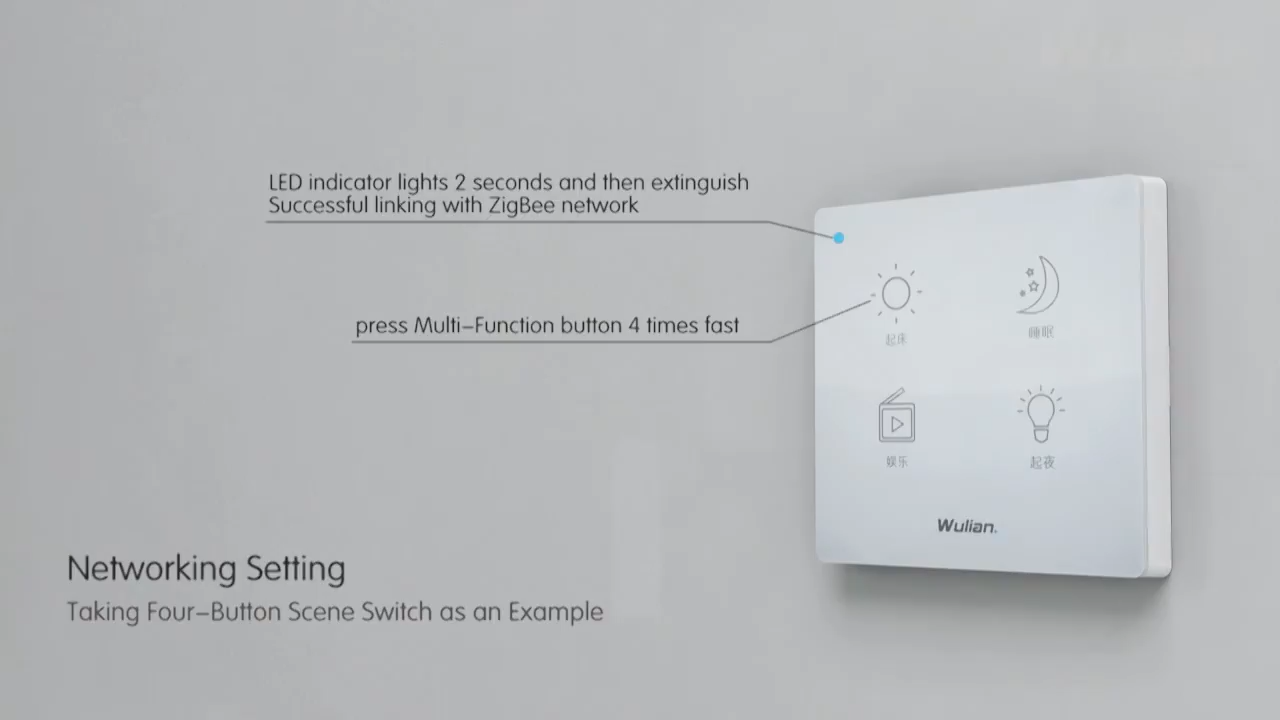 LED indicator lights 2 seconds and then extinguish
Successful linking with ZigBee network
press Multi-Function button 4 times fast
起床
睡眠
娱乐
起夜
Wulian.
Networking Setting
Taking Four-Button Scene Switch as an Example